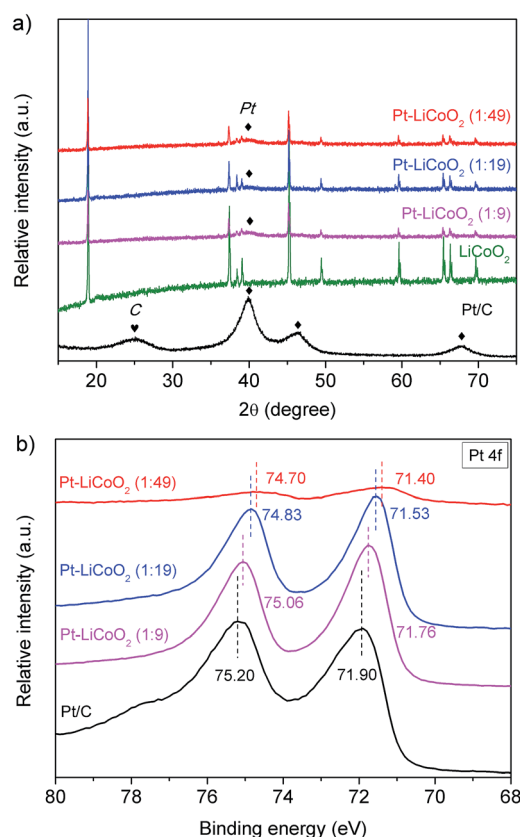 a)
Relative intensity (a.u.)
Pt
Pt-LiCoO₂ (1:49)
Pt-LiCoO₂ (1:19)
Pt-LiCoO₂ (1:9)
LiCoO₂
C
Pt/C
20 30 40 50 60 70
2θ (degree)
b)
Relative intensity (a.u.)
Pt 4f
Pt-LiCoO₂ (1:49)
74.70 71.40
74.83 71.53
Pt-LiCoO₂ (1:19)
75.06
Pt-LiCoO₂ (1:9)
71.76
75.20 71.90
Pt/C
80 78 76 74 72 70 68
Binding energy (eV)